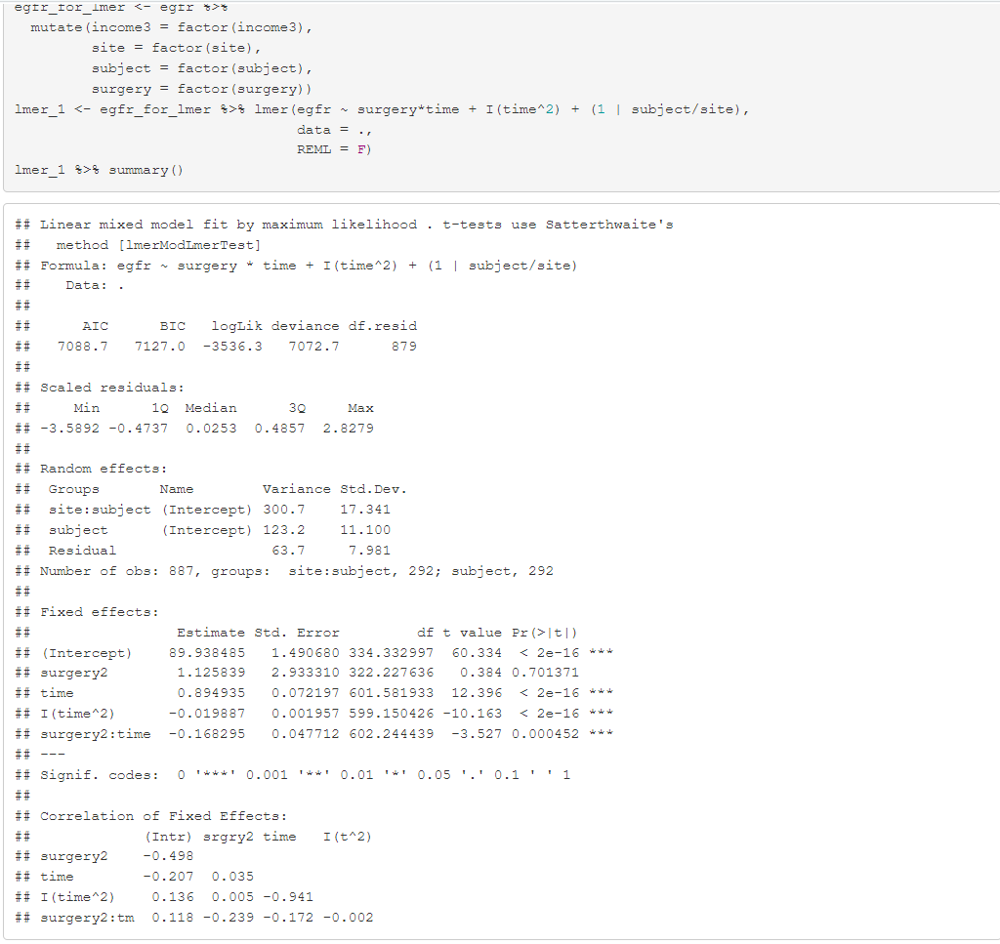 egfr_for_lmer <- egfr %>%
  mutate(income3 = factor(income3),
         site = factor(site),
         subject = factor(subject),
         surgery = factor(surgery))
lmer_1 <- egfr_for_lmer %>% lmer(egfr ~ surgery*time + I(time^2) + (1 | subject/site),
                                 data = .,
                                 REML = F)
lmer_1 %>% summary()
## Linear mixed model fit by maximum likelihood . t-tests use Satterthwaite's
##   method [lmerModLmerTest]
## Formula: egfr ~ surgery * time + I(time^2) + (1 | subject/site)
##    Data: .
##
##      AIC      BIC   logLik deviance df.resid
##   7088.7   7127.0  -3536.3   7072.7      879
##
## Scaled residuals:
##     Min      1Q  Median      3Q     Max
## -3.5892 -0.4737  0.0253  0.4857  2.8279
##
## Random effects:
##  Groups       Name        Variance Std.Dev.
##  site:subject (Intercept) 300.7    17.341
##  subject      (Intercept) 123.2    11.100
##  Residual                  63.7     7.981
## Number of obs: 887, groups:  site:subject, 292; subject, 292
##
## Fixed effects:
##                 Estimate Std. Error         df t value Pr(>|t|)
## (Intercept)    89.938485   1.490680 334.332997  60.334  < 2e-16 ***
## surgery2        1.125839   2.933310 322.227636   0.384 0.701371
## time            0.894935   0.072197 601.581933  12.396  < 2e-16 ***
## I(time^2)      -0.019887   0.001957 599.150426 -10.163  < 2e-16 ***
## surgery2:time  -0.168295   0.047712 602.244439  -3.527 0.000452 ***
## ---
## Signif. codes:  0 '***' 0.001 '**' 0.01 '*' 0.05 '.' 0.1 ' ' 1
##
## Correlation of Fixed Effects:
##             (Intr) srgry2 time   I(t^2)
## surgery2    -0.498
## time        -0.207  0.035
## I(time^2)    0.136  0.005 -0.941
## surgery2:tm  0.118 -0.239 -0.172 -0.002